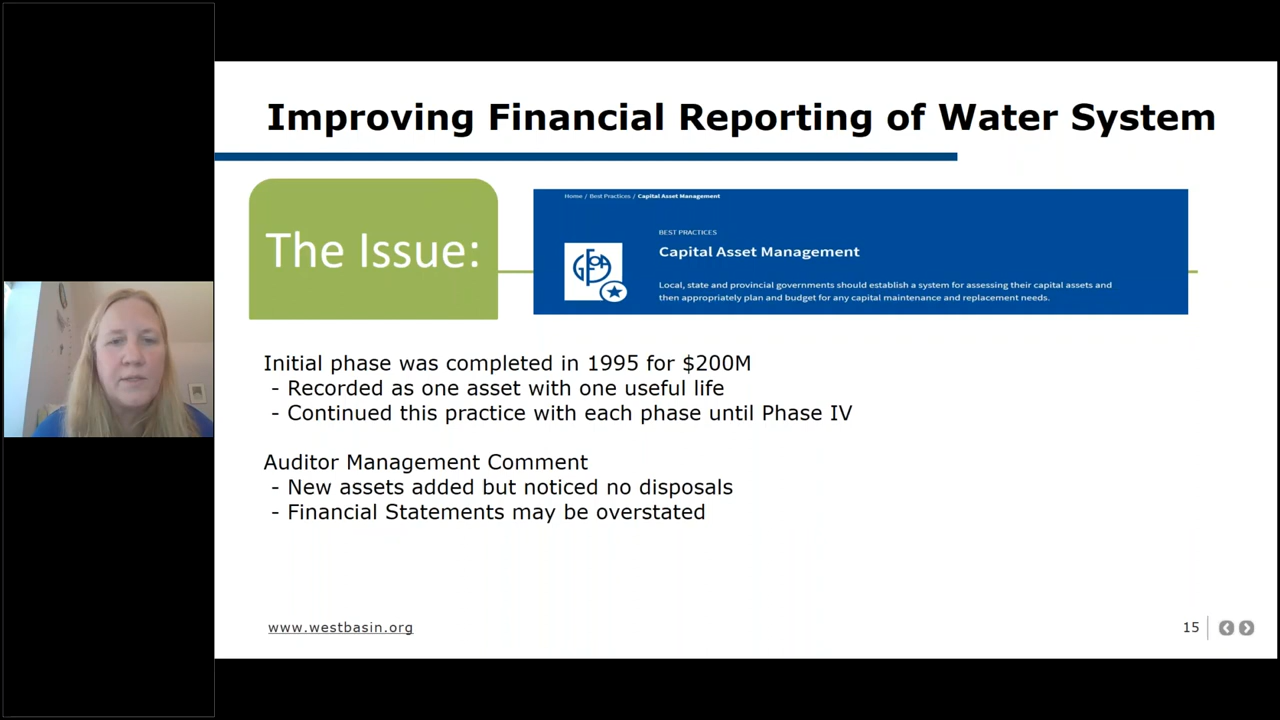 Improving Financial Reporting of Water System
The Issue:
Home / Best Practices / Capital Asset Management
BEST PRACTICES
Capital Asset Management
GFOA
Local, state and provincial governments should establish a system for assessing their capital assets and
then appropriately plan and budget for any capital maintenance and replacement needs.
Initial phase was completed in 1995 for $200M
- Recorded as one asset with one useful life
- Continued this practice with each phase until Phase IV
Auditor Management Comment
- New assets added but noticed no disposals
- Financial Statements may be overstated
www.westbasin.org
15